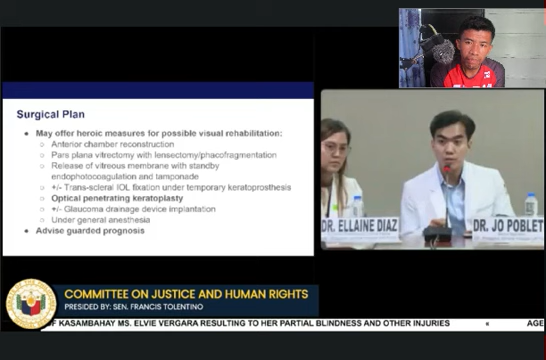 Surgical Plan
● May offer heroic measures for possible visual rehabilitation:
○ Anterior chamber reconstruction
○ Pars plana vitrectomy with lensectomy/phacofragmentation
○ Release of vitreous membrane with standby
endophotocoagulation and tamponade
○ +/- Trans-scleral IOL fixation under temporary keratoprosthesis
○ Optical penetrating keratoplasty
○ +/- Glaucoma drainage device implantation
○ Under general anesthesia
● Advise guarded prognosis
DR. ELLAINE DIAZ
DR. JO POBLET
COMMITTEE ON JUSTICE AND HUMAN RIGHTS
PRESIDED BY: SEN. FRANCIS TOLENTINO
OF KASAMBAHAY MS. ELVIE VERGARA RESULTING TO HER PARTIAL BLINDNESS AND OTHER INJURIES « AGE